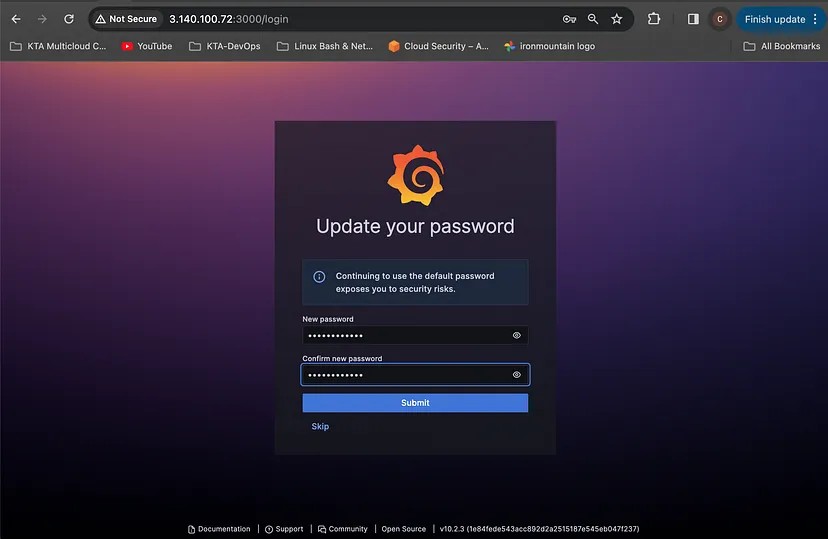 Not Secure 3.140.100.72:3000/login C Finish update
KTA Multicloud C... YouTube KTA-DevOps Linux Bash & Net... Cloud Security – A... ironmountain logo All Bookmarks
Update your password
Continuing to use the default password
exposes you to security risks.
New password
••••••••••••
Confirm new password
••••••••••••
Submit
Skip
Documentation | Support | Community | Open Source | v10.2.3 (1e84fede543acc892d2a2515187e545eb047f237)